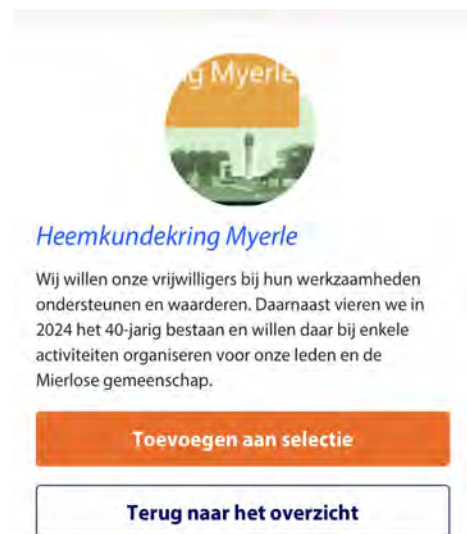 g Myerle
Heemkundekring Myerle
Wij willen onze vrijwilligers bij hun werkzaamheden
ondersteunen en waarderen. Daarnaast vieren we in
2024 het 40-jarig bestaan en willen daar bij enkele
activiteiten organiseren voor onze leden en de
Mierlose gemeenschap.
Toevoegen aan selectie
Terug naar het overzicht